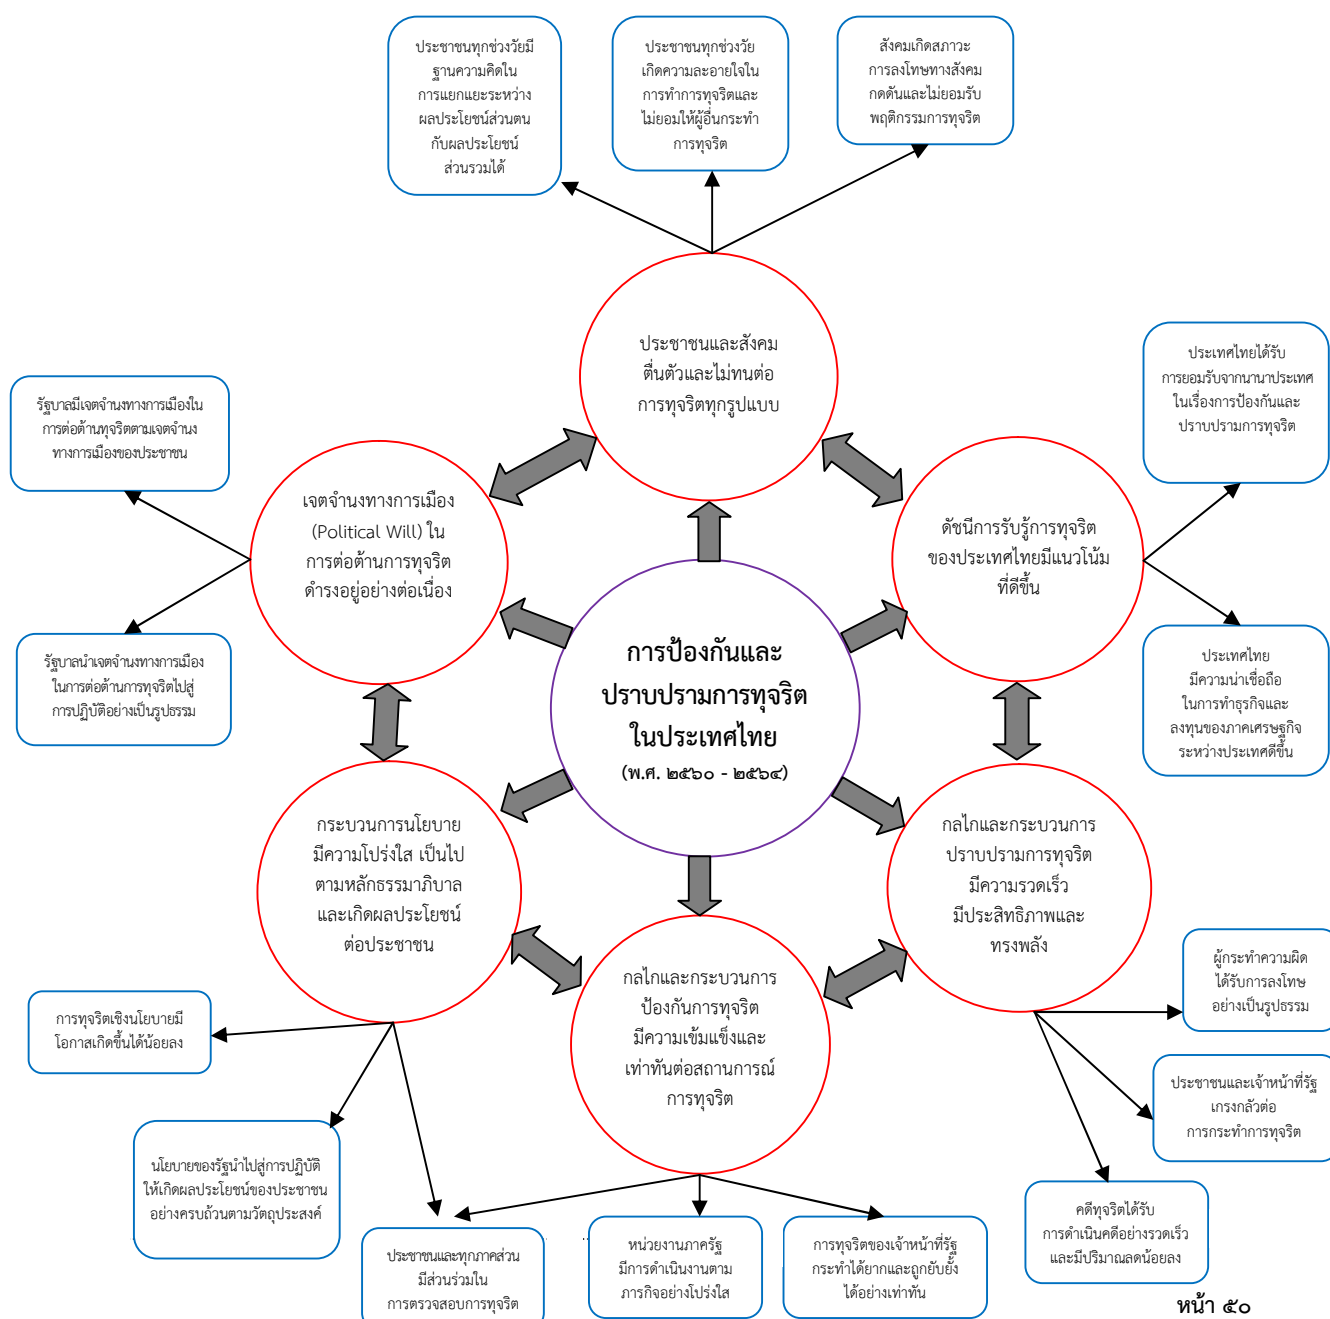 ประชาชนทุกช่วงวัยมี
ฐานความคิดใน
การแยกแยะระหว่าง
ผลประโยชน์ส่วนตน
กับผลประโยชน์
ส่วนรวมได้
ประชาชนทุกช่วงวัย
เกิดความละอายใจใน
การทำการทุจริตและ
ไม่ยอมให้ผู้อื่นกระทำ
การทุจริต
สังคมเกิดสภาวะ
การลงโทษทางสังคม
กดดันและไม่ยอมรับ
พฤติกรรมการทุจริต
ประชาชนและสังคม
ตื่นตัวและไม่ทนต่อ
การทุจริตทุกรูปแบบ
ประเทศไทยได้รับ
การยอมรับจากนานาประเทศ
ในเรื่องการป้องกันและ
ปราบปรามการทุจริต
รัฐบาลมีเจตจำนงทางการเมืองใน
การต่อต้านทุจริตตามเจตจำนง
ทางการเมืองของประชาชน
เจตจำนงทางการเมือง
(Political Will) ใน
การต่อต้านการทุจริต
ดำรงอยู่อย่างต่อเนื่อง
ดัชนีการรับรู้การทุจริต
ของประเทศไทยมีแนวโน้ม
ที่ดีขึ้น
รัฐบาลนำเจตจำนงทางการเมือง
ในการต่อต้านการทุจริตไปสู่
การปฏิบัติอย่างเป็นรูปธรรม
การป้องกันและ
ปราบปรามการทุจริต
ในประเทศไทย
(พ.ศ. ๒๕๖๐ - ๒๕๖๔)
ประเทศไทย
มีความน่าเชื่อถือ
ในการทำธุรกิจและ
ลงทุนของภาคเศรษฐกิจ
ระหว่างประเทศดีขึ้น
กระบวนการนโยบาย
มีความโปร่งใส เป็นไป
ตามหลักธรรมาภิบาล
และเกิดผลประโยชน์
ต่อประชาชน
กลไกและกระบวนการ
ปราบปรามการทุจริต
มีความรวดเร็ว
มีประสิทธิภาพและ
ทรงพลัง
กลไกและกระบวนการ
ป้องกันการทุจริต
มีความเข้มแข็งและ
เท่าทันต่อสถานการณ์
การทุจริต
ผู้กระทำความผิด
ได้รับการลงโทษ
อย่างเป็นรูปธรรม
การทุจริตเชิงนโยบายมี
โอกาสเกิดขึ้นได้น้อยลง
ประชาชนและเจ้าหน้าที่รัฐ
เกรงกลัวต่อ
การกระทำการทุจริต
นโยบายของรัฐนำไปสู่การปฏิบัติ
ให้เกิดผลประโยชน์ของประชาชน
อย่างครบถ้วนตามวัตถุประสงค์
คดีทุจริตได้รับ
การดำเนินคดีอย่างรวดเร็ว
และมีปริมาณลดน้อยลง
ประชาชนและทุกภาคส่วน
มีส่วนร่วมใน
การตรวจสอบการทุจริต
หน่วยงานภาครัฐ
มีการดำเนินงานตาม
ภารกิจอย่างโปร่งใส
การทุจริตของเจ้าหน้าที่รัฐ
กระทำได้ยากและถูกยับยั้ง
ได้อย่างเท่าทัน
หน้า ๕๐